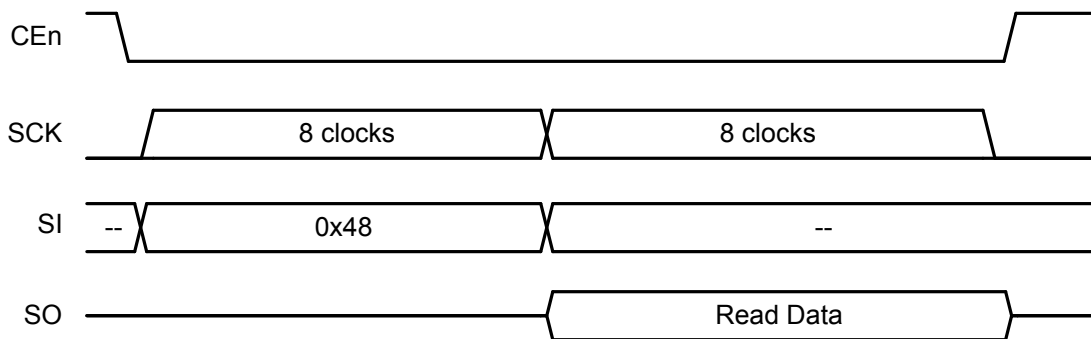 CEn
SCK 8 clocks 8 clocks
SI -- 0x48 --
SO Read Data